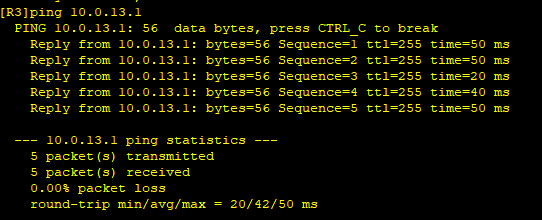 [R3]ping 10.0.13.1
PING 10.0.13.1: 56  data bytes, press CTRL_C to break
Reply from 10.0.13.1: bytes=56 Sequence=1 ttl=255 time=50 ms
Reply from 10.0.13.1: bytes=56 Sequence=2 ttl=255 time=50 ms
Reply from 10.0.13.1: bytes=56 Sequence=3 ttl=255 time=20 ms
Reply from 10.0.13.1: bytes=56 Sequence=4 ttl=255 time=40 ms
Reply from 10.0.13.1: bytes=56 Sequence=5 ttl=255 time=50 ms
--- 10.0.13.1 ping statistics ---
5 packet(s) transmitted
5 packet(s) received
0.00% packet loss
round-trip min/avg/max = 20/42/50 ms